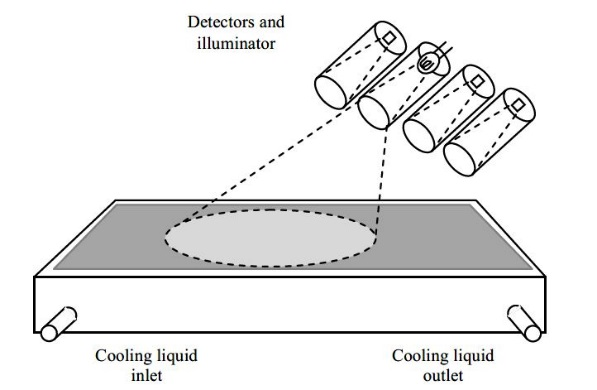 Detectors and
illuminator
Cooling liquid
inlet
Cooling liquid
outlet